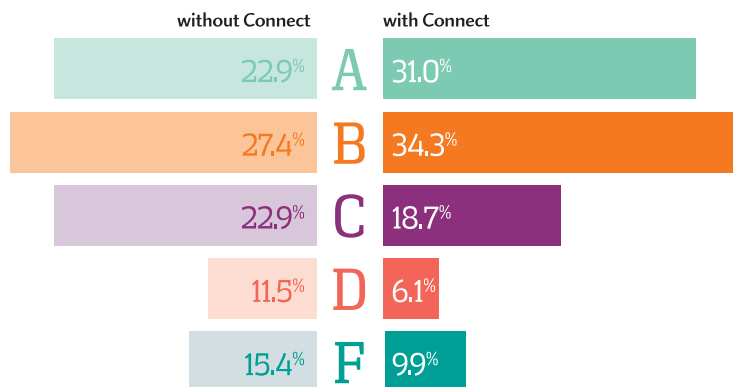 without Connect with Connect
22.9% A 31.0%
27.4% B 34.3%
22.9% C 18.7%
11.5% D 6.1%
15.4% F 9.9%